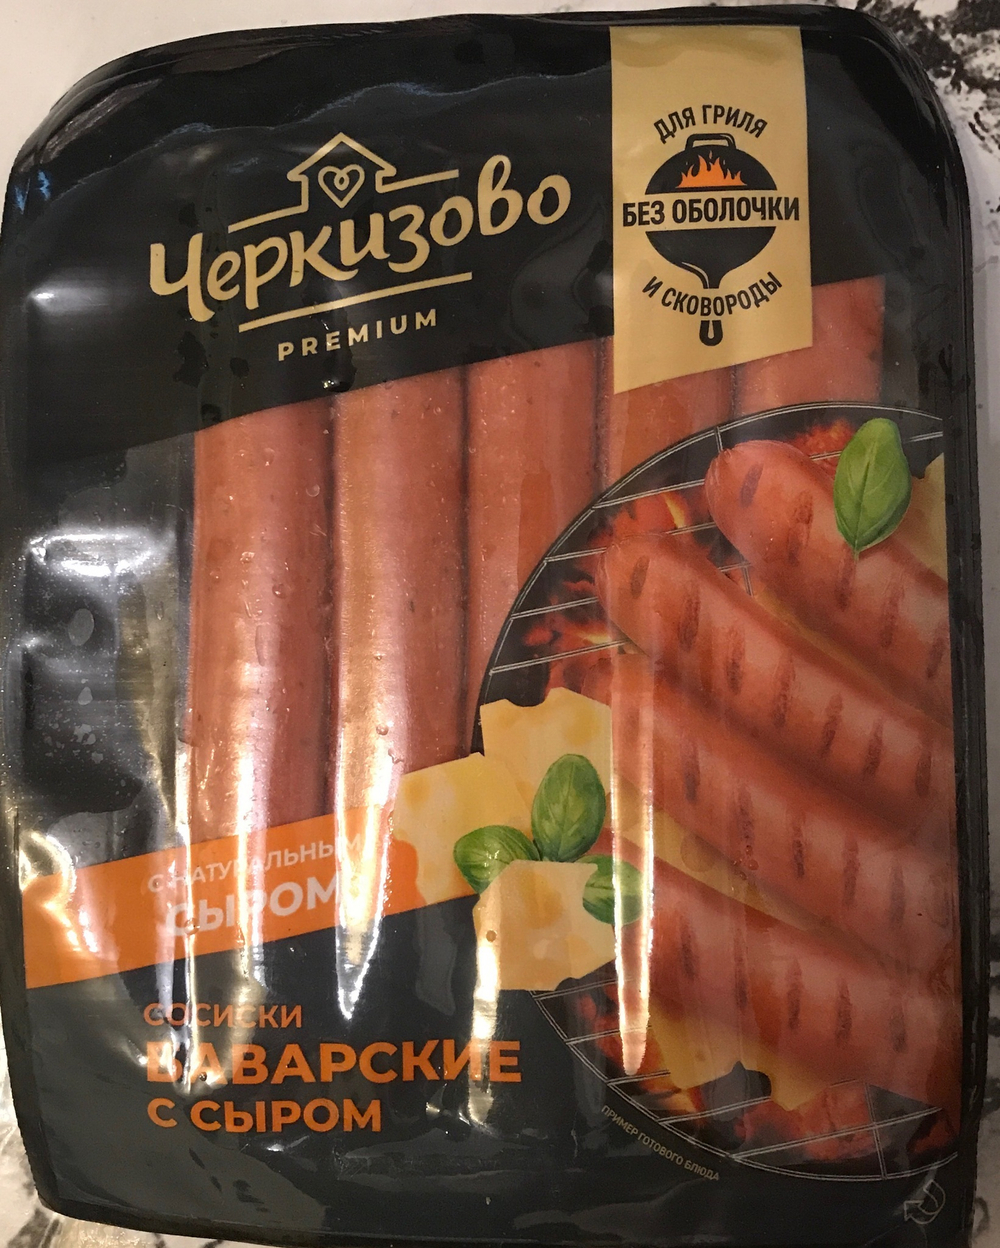 Черкизово
PREMIUM
ДЛЯ ГРИЛЯ
БЕЗ ОБОЛОЧКИ
И СКОВОРОДЫ
С НАТУРАЛЬНЫМ
СЫРОМ
СОСИСКИ
БАВАРСКИЕ
С СЫРОМ
ПРИМЕР ГОТОВОГО БЛЮДА